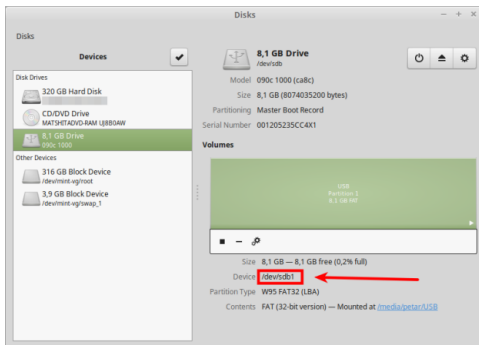 Disks
Disks
Devices
Disk Drives
320 GB Hard Disk
CD/DVD Drive
MATSHITADVD-RAM UJ8B0AW
8,1 GB Drive
090c 1000
Other Devices
316 GB Block Device
/dev/mint-vg/root
3,9 GB Block Device
/dev/mint-vg/swap_1
8,1 GB Drive
/dev/sdb
Model 090c 1000 (ca8c)
Size 8,1 GB (8074035200 bytes)
Partitioning Master Boot Record
Serial Number 001205235CC4X1
Volumes
USB
Partition 1
8,1 GB FAT
Size 8,1 GB — 8,1 GB free (0,2% full)
Device /dev/sdb1
Partition Type W95 FAT32 (LBA)
Contents FAT (32-bit version) — Mounted at /media/petar/USB